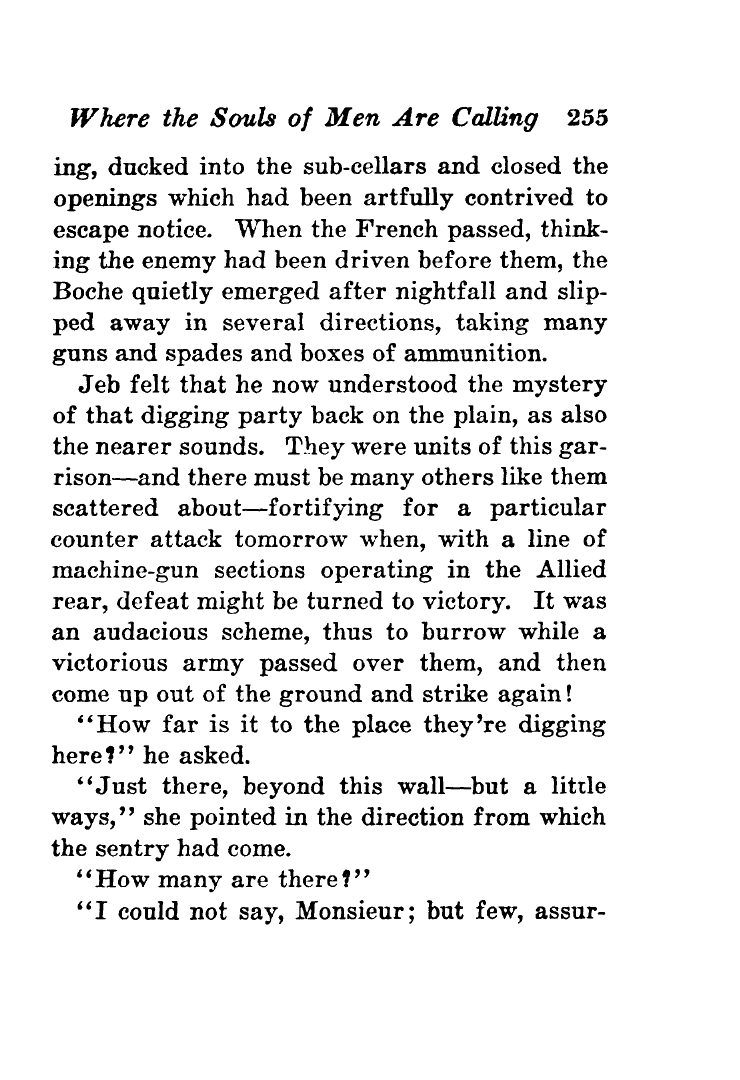 Where the Souls of Men Are Calling 255
ing, ducked into the sub-cellars and closed the
openings which had been artfully contrived to
escape notice. When the French passed, think-
ing the enemy had been driven before them, the
Boche quietly emerged after nightfall and slip-
ped away in several directions, taking many
guns and spades and boxes of ammunition.
Jeb felt that he now understood the mystery
of that digging party back on the plain, as also
the nearer sounds. They were units of this gar-
rison—and there must be many others like them
scattered about—fortifying for a particular
counter attack tomorrow when, with a line of
machine-gun sections operating in the Allied
rear, defeat might be turned to victory. It was
an audacious scheme, thus to burrow while a
victorious army passed over them, and then
come up out of the ground and strike again!
“How far is it to the place they’re digging
here?” he asked.
“Just there, beyond this wall—but a little
ways,” she pointed in the direction from which
the sentry had come.
“How many are there?”
“I could not say, Monsieur; but few, assur-